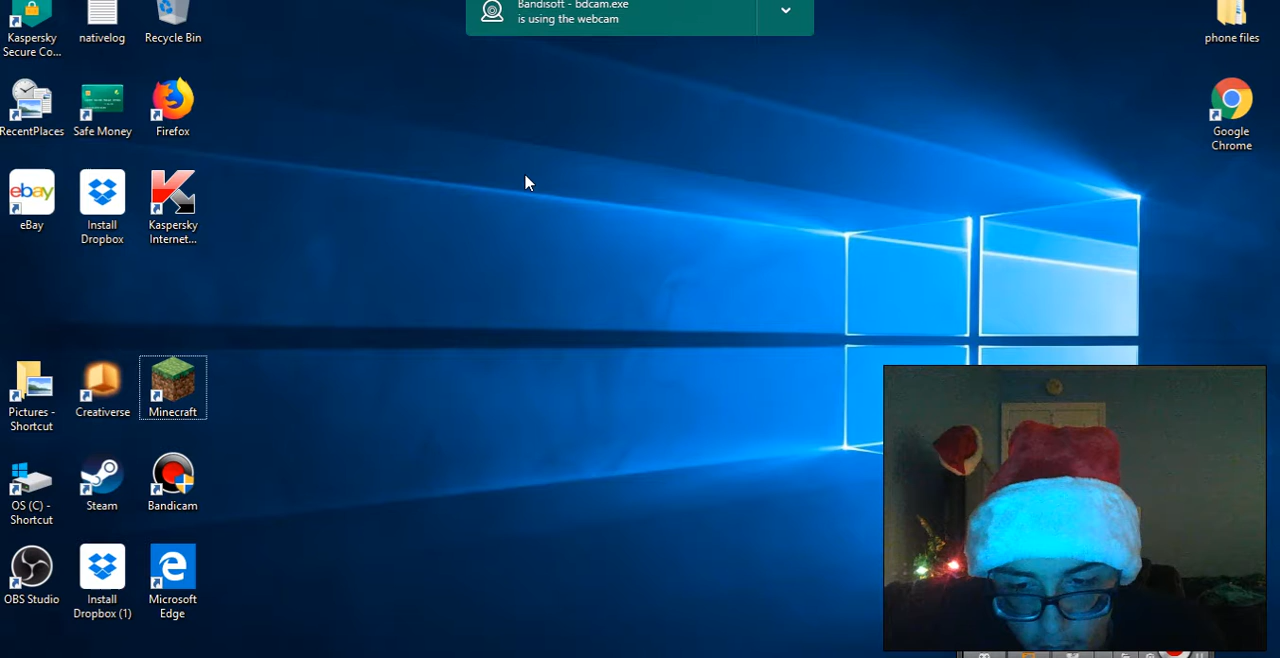 Bandisoft - bdcam.exe
is using the webcam
Kaspersky
Secure Co...
nativelog
Recycle Bin
phone files
RecentPlaces
Safe Money
Firefox
Google
Chrome
ebay
eBay
Install
Dropbox
Kaspersky
Internet...
Pictures -
Shortcut
Creativerse
Minecraft
OS (C) -
Shortcut
Steam
Bandicam
OBS Studio
Install
Dropbox (1)
Microsoft
Edge